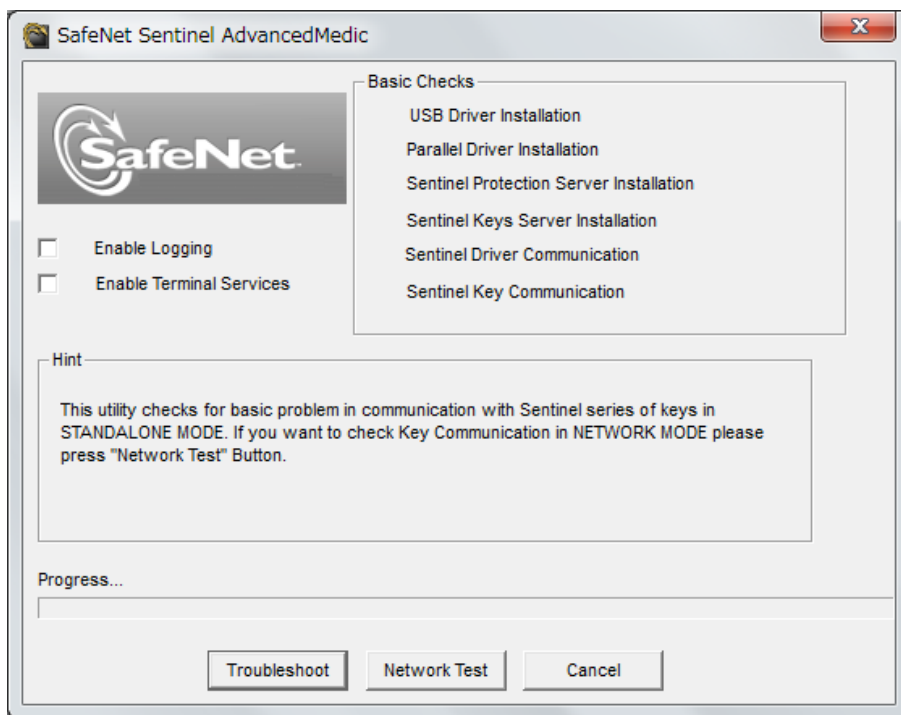 SafeNet Sentinel AdvancedMedic
SafeNet
Enable Logging
Enable Terminal Services
Basic Checks
USB Driver Installation
Parallel Driver Installation
Sentinel Protection Server Installation
Sentinel Keys Server Installation
Sentinel Driver Communication
Sentinel Key Communication
Hint
This utility checks for basic problem in communication with Sentinel series of keys in
STANDALONE MODE. If you want to check Key Communication in NETWORK MODE please
press "Network Test" Button.
Progress...
Troubleshoot
Network Test
Cancel